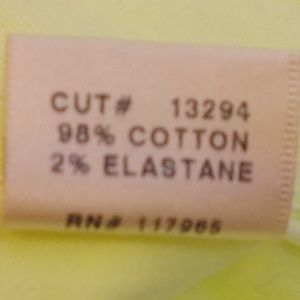 CUT# 13294
98% COTTON
2% ELASTANE
RN# 117965